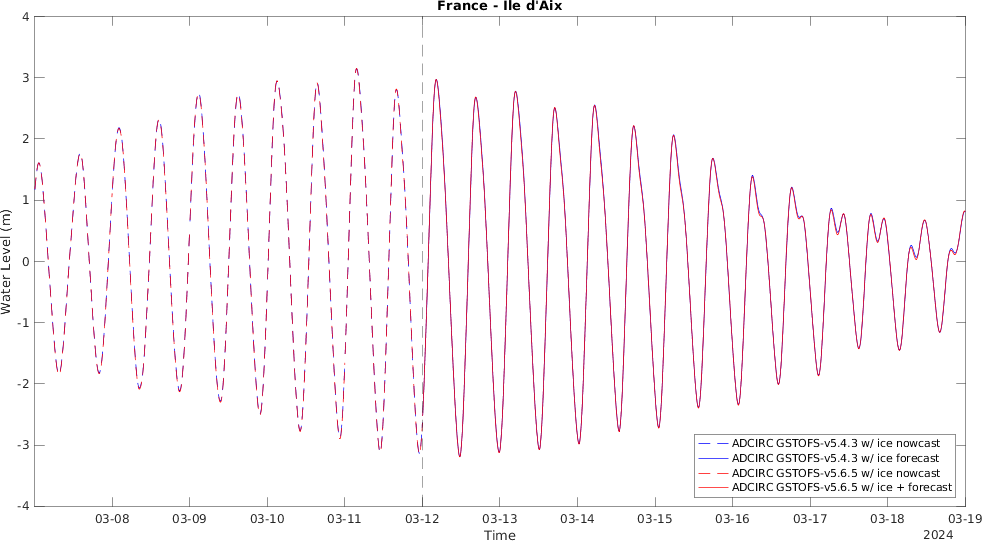 France - Ile d'Aix
4
3
2
1
0
-1
-2
-3
-4
Water Level (m)
03-08 03-09 03-10 03-11 03-12 03-13 03-14 03-15 03-16 03-17 03-18 03-19
Time
2024
ADCIRC GSTOFS-v5.4.3 w/ ice nowcast
ADCIRC GSTOFS-v5.4.3 w/ ice forecast
ADCIRC GSTOFS-v5.6.5 w/ ice nowcast
ADCIRC GSTOFS-v5.6.5 w/ ice + forecast